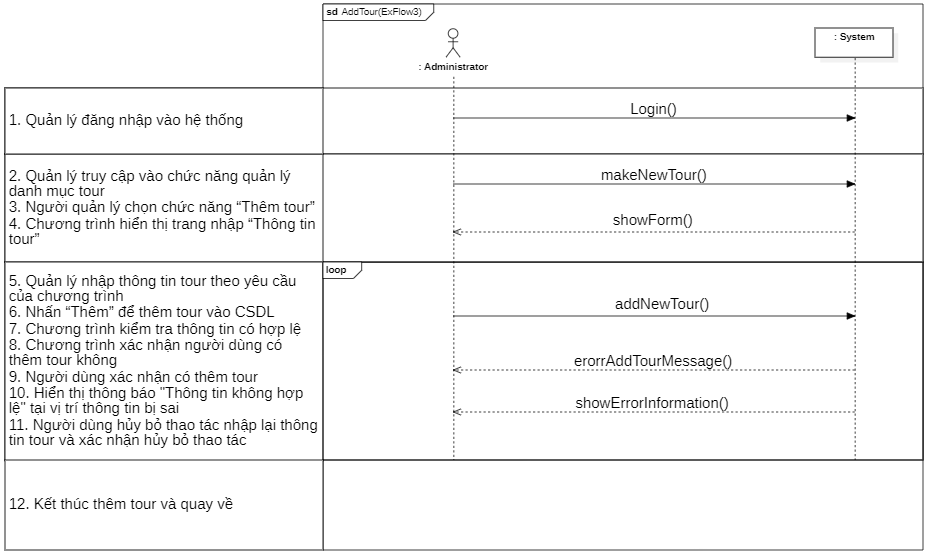 sd AddTour(ExFlow3)
: Administrator
: System
1. Quản lý đăng nhập vào hệ thống
Login()
2. Quản lý truy cập vào chức năng quản lý
danh mục tour
3. Người quản lý chọn chức năng “Thêm tour”
4. Chương trình hiển thị trang nhập “Thông tin
tour”
makeNewTour()
showForm()
loop
5. Quản lý nhập thông tin tour theo yêu cầu
của chương trình
6. Nhấn “Thêm” để thêm tour vào CSDL
7. Chương trình kiểm tra thông tin có hợp lệ
8. Chương trình xác nhận người dùng có
thêm tour không
9. Người dùng xác nhận có thêm tour
10. Hiển thị thông báo "Thông tin không hợp
lệ" tại vị trí thông tin bị sai
11. Người dùng hủy bỏ thao tác nhập lại thông
tin tour và xác nhận hủy bỏ thao tác
addNewTour()
erorrAddTourMessage()
showErrorInformation()
12. Kết thúc thêm tour và quay về